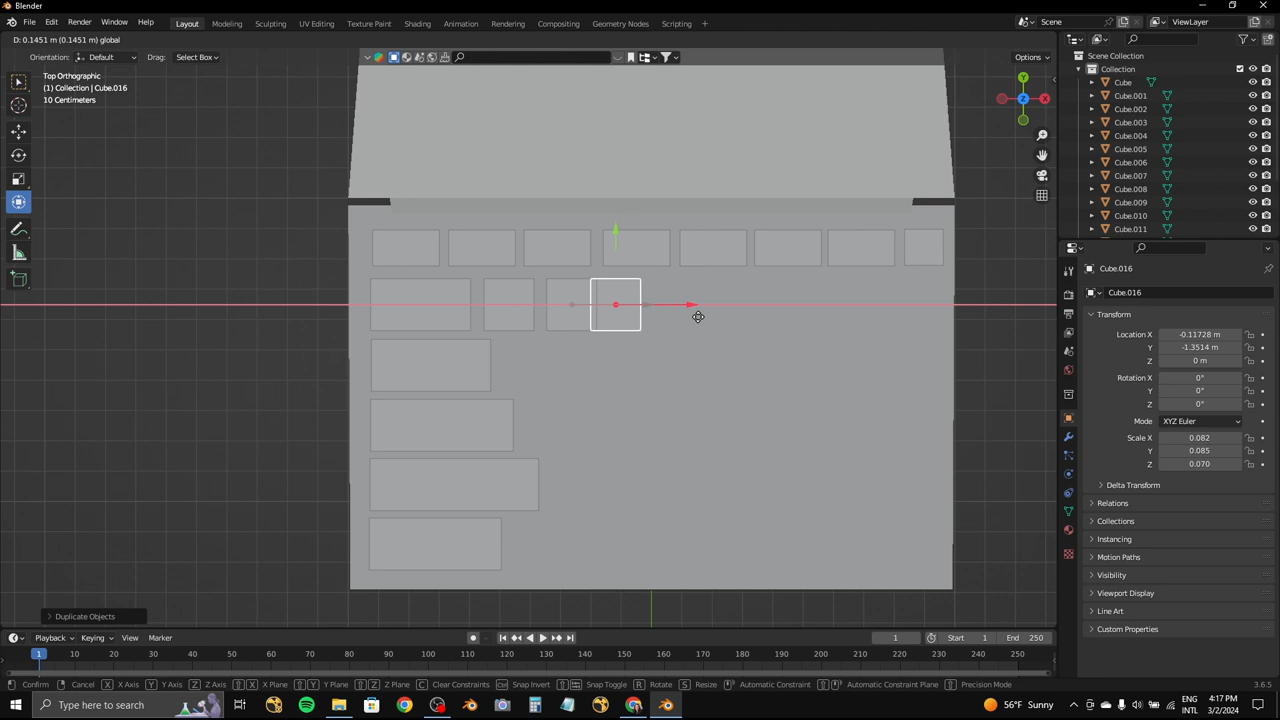 Blender
File Edit Render Window Help Layout Modeling Sculpting UV Editing Texture Paint Shading Animation Rendering Compositing Geometry Nodes Scripting + Scene ViewLayer
D: 0.1451 m (0.1451 m) global
Orientation: Default Drag: Select Box Options
Top Orthographic
(1) Collection | Cube.016
10 Centimeters
Y
Z
X
Scene Collection
Collection
Cube
Cube.001
Cube.002
Cube.003
Cube.004
Cube.005
Cube.006
Cube.007
Cube.008
Cube.009
Cube.010
Cube.011
Cube.016
Cube.016
Transform
Location X -0.11728 m
Y -1.3514 m
Z 0 m
Rotation X 0°
Y 0°
Z 0°
Mode XYZ Euler
Scale X 0.082
Y 0.085
Z 0.070
Delta Transform
Relations
Collections
Instancing
Motion Paths
Visibility
Viewport Display
Line Art
Custom Properties
Duplicate Objects
Playback Keying View Marker 1 Start 1 End 250
1 10 20 30 40 50 60 70 80 90 100 110 120 130 140 150 160 170 180 190 200 210 220 230 240 250
Confirm Cancel X X Axis Y Y Axis Z Z Axis X X Plane Y Y Plane Z Z Plane C Clear Constraints Ctrl Snap Invert Snap Toggle G Move R Rotate S Resize Automatic Constraint Automatic Constraint Plane Precision Mode 3.6.5
Type here to search 56°F Sunny ENG INTL 4:17 PM 3/2/2024